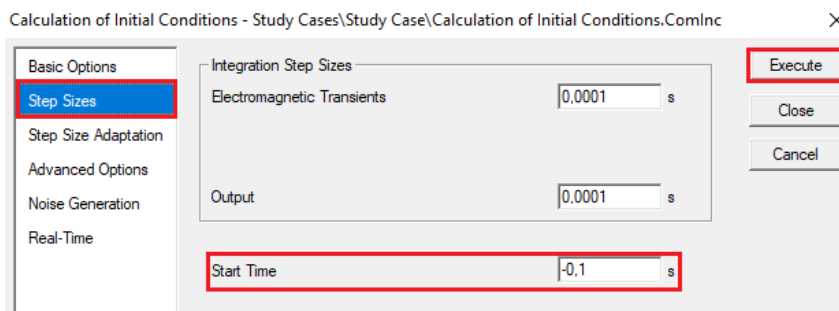 Calculation of Initial Conditions - Study Cases\Study Case\Calculation of Initial Conditions.ComInc
Basic Options
Step Sizes
Step Size Adaptation
Advanced Options
Noise Generation
Real-Time
Integration Step Sizes
Electromagnetic Transients 0,0001 s
Output 0,0001 s
Start Time -0,1 s
Execute
Close
Cancel